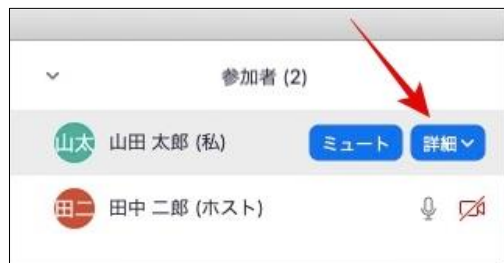 参加者 (2)
山太 山田 太郎 (私) ミュート 詳細
田二 田中 二郎 (ホスト)